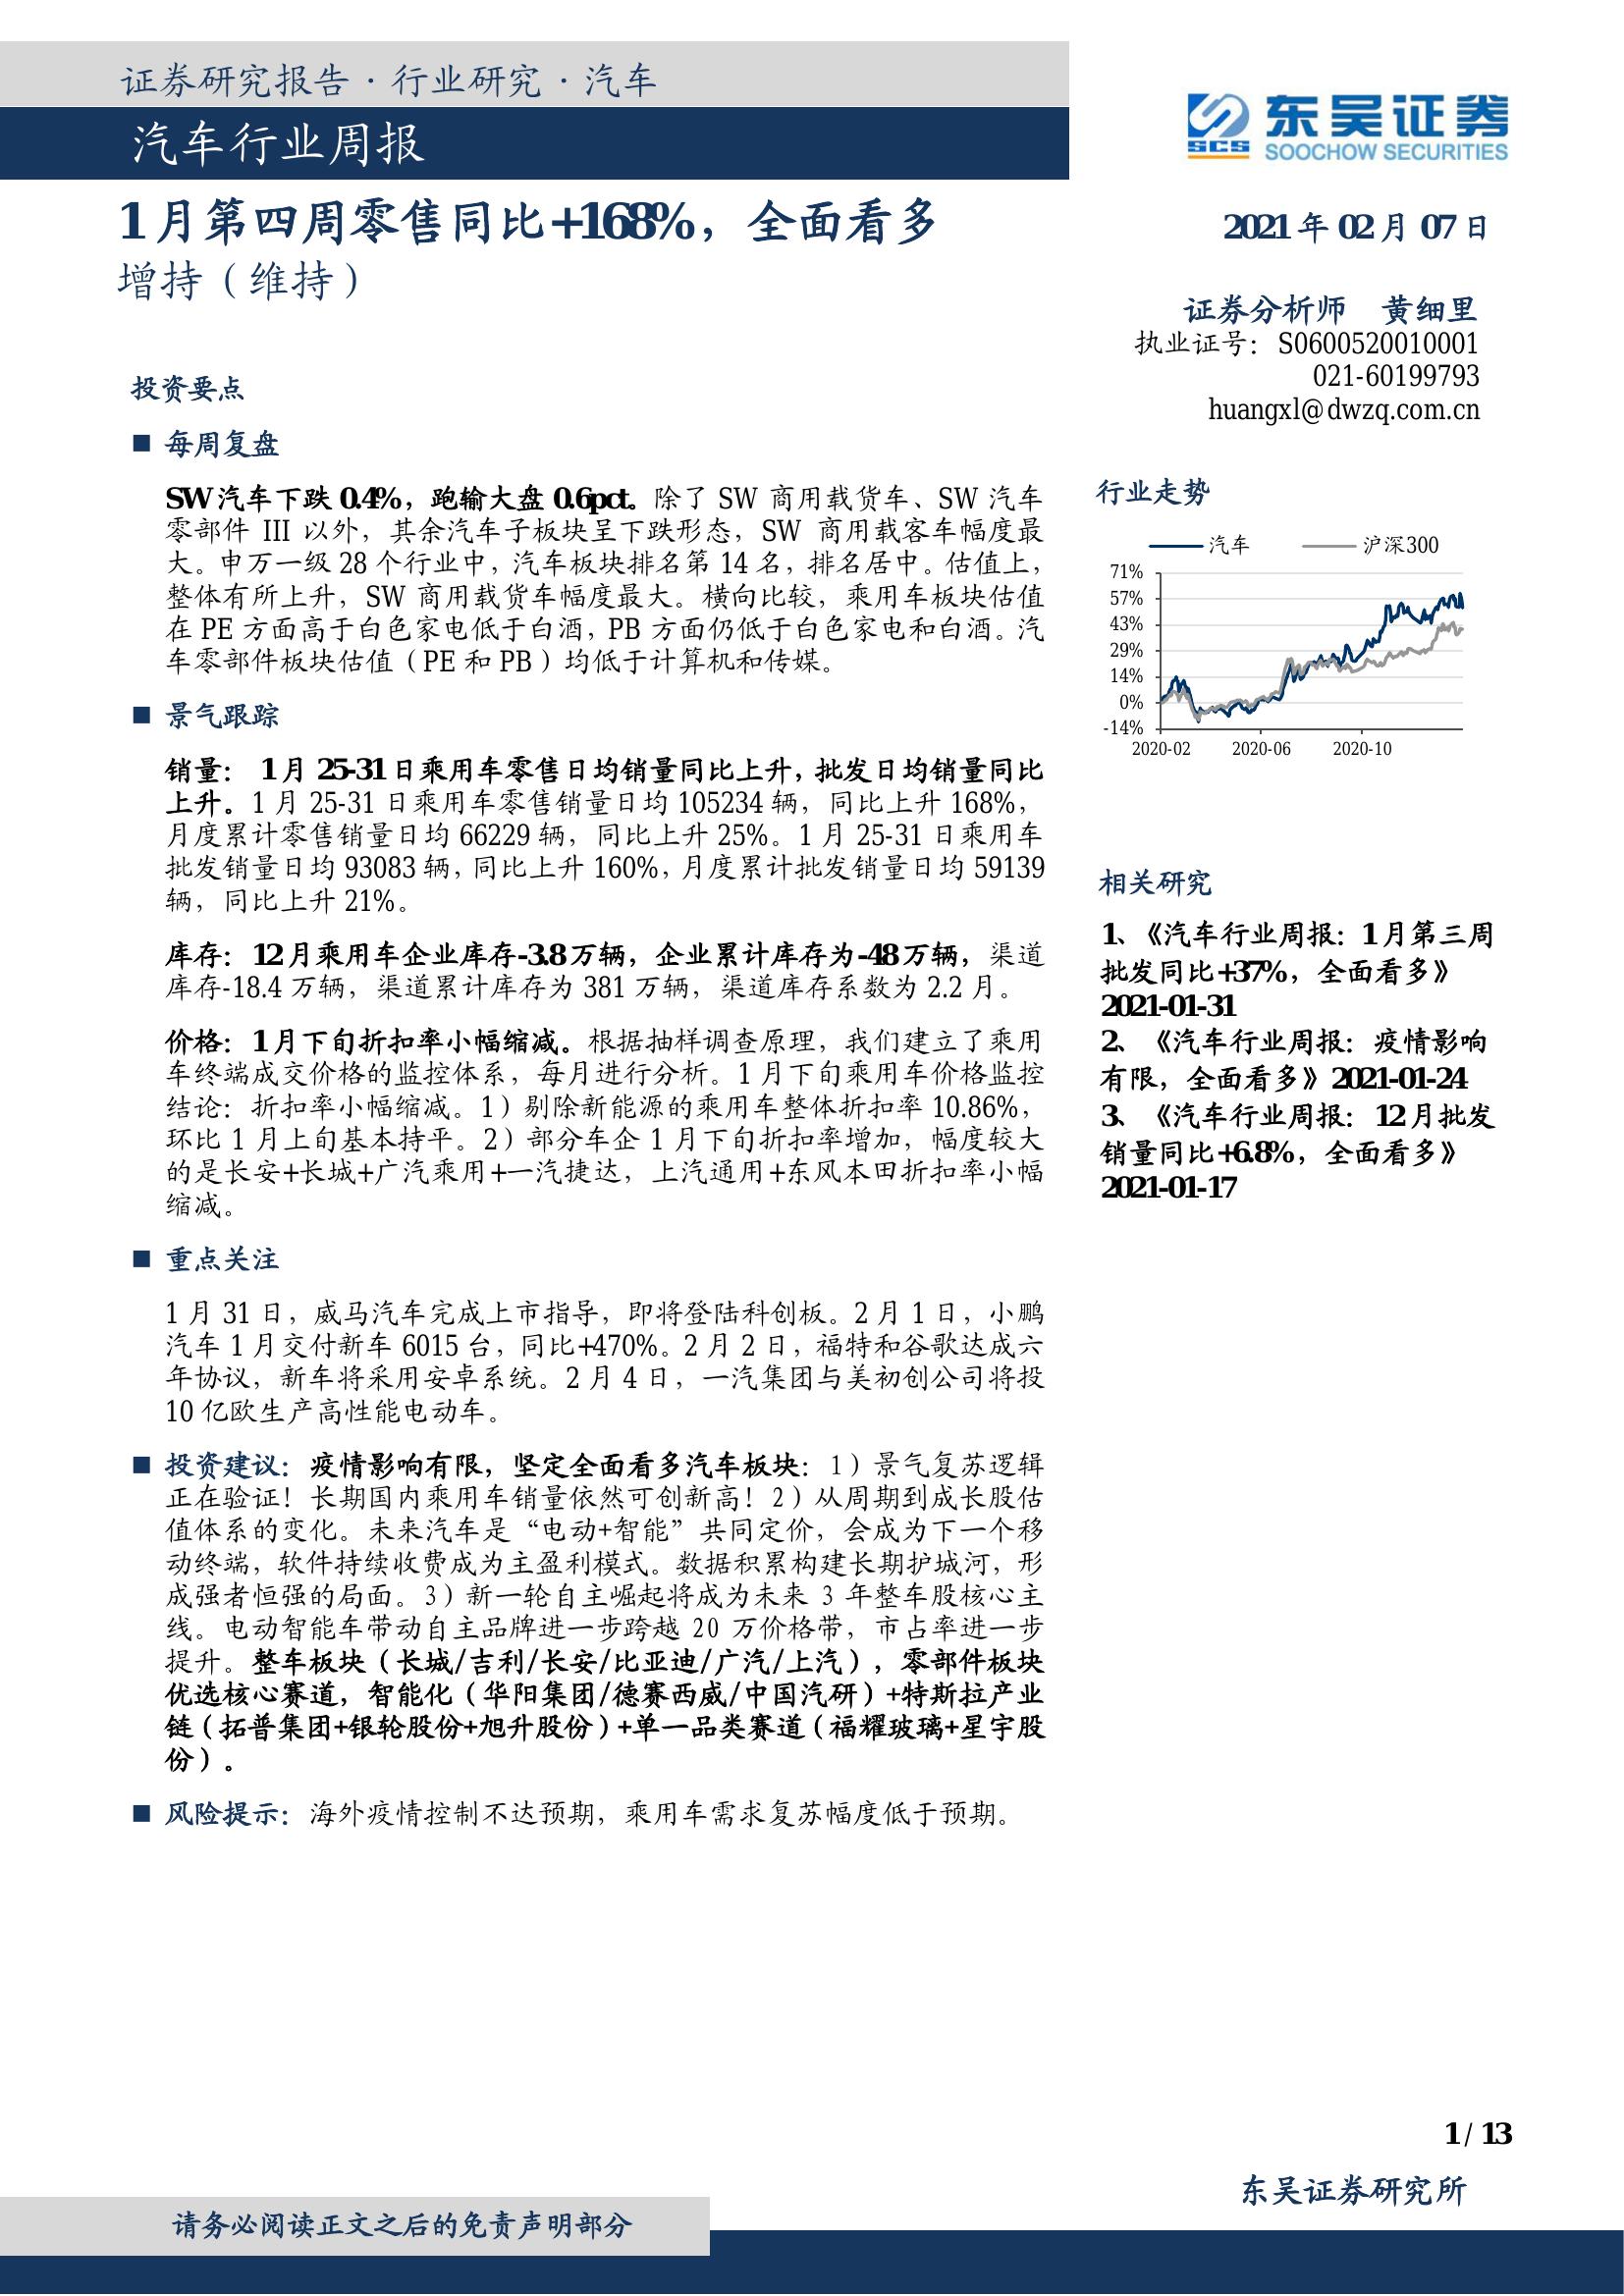 证券研究报告·行业研究·汽车
汽车行业周报
东吴证券
SCS
SOOCHOW SECURITIES
1月第四周零售同比+168%，全面看多
增持（维持）
2021年02月07日
证券分析师 黄细里
执业证号：S0600520010001
021-60199793
huangxl@dwzq.com.cn
投资要点
■ 每周复盘
SW汽车下跌0.4%，跑输大盘0.6pct。除了SW商用载货车、SW汽车
零部件III以外，其余汽车子板块呈下跌形态，SW商用载客车幅度最
大。申万一级28个行业中，汽车板块排名第14名，排名居中。估值上，
整体有所上升，SW商用载货车幅度最大。横向比较，乘用车板块估值
在PE方面高于白色家电低于白酒，PB方面仍低于白色家电和白酒。汽
车零部件板块估值（PE和PB）均低于计算机和传媒。
■ 景气跟踪
销量： 1月25-31日乘用车零售日均销量同比上升，批发日均销量同比
上升。1月25-31日乘用车零售销量日均105234辆，同比上升168%，
月度累计零售销量日均66229辆，同比上升25%。1月25-31日乘用车
批发销量日均93083辆，同比上升160%，月度累计批发销量日均59139
辆，同比上升21%。
库存：12月乘用车企业库存-3.8万辆，企业累计库存为-48万辆，渠道
库存-18.4万辆，渠道累计库存为381万辆，渠道库存系数为2.2月。
价格：1月下旬折扣率小幅缩减。根据抽样调查原理，我们建立了乘用
车终端成交价格的监控体系，每月进行分析。1月下旬乘用车价格监控
结论：折扣率小幅缩减。1）剔除新能源的乘用车整体折扣率10.86%，
环比1月上旬基本持平。2）部分车企1月下旬折扣率增加，幅度较大
的是长安+长城+广汽乘用+一汽捷达，上汽通用+东风本田折扣率小幅
缩减。
■ 重点关注
1月31日，威马汽车完成上市指导，即将登陆科创板。2月1日，小鹏
汽车1月交付新车6015台，同比+470%。2月2日，福特和谷歌达成六
年协议，新车将采用安卓系统。2月4日，一汽集团与美初创公司将投
10亿欧生产高性能电动车。
■ 投资建议：疫情影响有限，坚定全面看多汽车板块：1）景气复苏逻辑
正在验证！长期国内乘用车销量依然可创新高！2）从周期到成长股估
值体系的变化。未来汽车是“电动+智能”共同定价，会成为下一个移
动终端，软件持续收费成为主盈利模式。数据积累构建长期护城河，形
成强者恒强的局面。3）新一轮自主崛起将成为未来3年整车股核心主
线。电动智能车带动自主品牌进一步跨越20万价格带，市占率进一步
提升。整车板块（长城/吉利/长安/比亚迪/广汽/上汽），零部件板块
优选核心赛道，智能化（华阳集团/德赛西威/中国汽研）+特斯拉产业
链（拓普集团+银轮股份+旭升股份）+单一品类赛道（福耀玻璃+星宇股
份）。
■ 风险提示：海外疫情控制不达预期，乘用车需求复苏幅度低于预期。
行业走势
汽车 沪深300
71%
57%
43%
29%
14%
0%
-14%
2020-02 2020-06 2020-10
相关研究
1、《汽车行业周报：1月第三周
批发同比+37%，全面看多》
2021-01-31
2、《汽车行业周报：疫情影响
有限，全面看多》2021-01-24
3、《汽车行业周报：12月批发
销量同比+6.8%，全面看多》
2021-01-17
1 / 13
东吴证券研究所
请务必阅读正文之后的免责声明部分